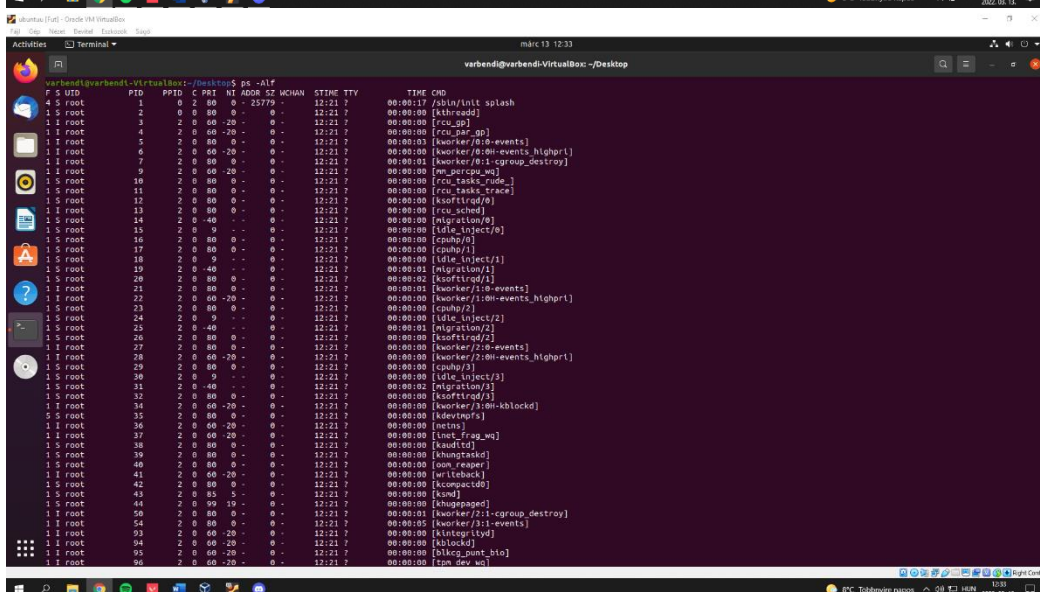 2022. 03. 13.
ubuntuu [Fut] - Oracle VM VirtualBox
Fájl Gép Nézet Bevitel Eszközök Súgó
Activities Terminal márc 13 12:33
varbendi@varbendi-VirtualBox: ~/Desktop
varbendi@varbendi-VirtualBox:~/Desktop$ ps -Alf
F S UID PID PPID C PRI NI ADDR SZ WCHAN STIME TTY TIME CMD
4 S root 1 0 2 80 0 - 25779 - 12:21 ? 00:00:17 /sbin/init splash
1 S root 2 0 0 80 0 - 0 - 12:21 ? 00:00:00 [kthreadd]
1 I root 3 2 0 60 -20 - 0 - 12:21 ? 00:00:00 [rcu_gp]
1 I root 4 2 0 60 -20 - 0 - 12:21 ? 00:00:00 [rcu_par_gp]
1 I root 5 2 0 80 0 - 0 - 12:21 ? 00:00:03 [kworker/0:0-events]
1 I root 6 2 0 60 -20 - 0 - 12:21 ? 00:00:00 [kworker/0:0H-events_highpri]
1 I root 7 2 0 80 0 - 0 - 12:21 ? 00:00:01 [kworker/0:1-cgroup_destroy]
1 I root 9 2 0 60 -20 - 0 - 12:21 ? 00:00:00 [mm_percpu_wq]
1 S root 10 2 0 80 0 - 0 - 12:21 ? 00:00:00 [rcu_tasks_rude_]
1 S root 11 2 0 80 0 - 0 - 12:21 ? 00:00:00 [rcu_tasks_trace]
1 S root 12 2 0 80 0 - 0 - 12:21 ? 00:00:00 [ksoftirqd/0]
1 I root 13 2 0 80 0 - 0 - 12:21 ? 00:00:00 [rcu_sched]
1 S root 14 2 0 -40 - - 0 - 12:21 ? 00:00:00 [migration/0]
1 S root 15 2 0 9 - - 0 - 12:21 ? 00:00:00 [idle_inject/0]
1 S root 16 2 0 80 0 - 0 - 12:21 ? 00:00:00 [cpuhp/0]
1 S root 17 2 0 80 0 - 0 - 12:21 ? 00:00:00 [cpuhp/1]
1 S root 18 2 0 9 - - 0 - 12:21 ? 00:00:00 [idle_inject/1]
1 S root 19 2 0 -40 - - 0 - 12:21 ? 00:00:01 [migration/1]
1 S root 20 2 0 80 0 - 0 - 12:21 ? 00:00:02 [ksoftirqd/1]
1 I root 21 2 0 80 0 - 0 - 12:21 ? 00:00:01 [kworker/1:0-events]
1 I root 22 2 0 60 -20 - 0 - 12:21 ? 00:00:00 [kworker/1:0H-events_highpri]
1 S root 23 2 0 80 0 - 0 - 12:21 ? 00:00:00 [cpuhp/2]
1 S root 24 2 0 9 - - 0 - 12:21 ? 00:00:00 [idle_inject/2]
1 S root 25 2 0 -40 - - 0 - 12:21 ? 00:00:01 [migration/2]
1 S root 26 2 0 80 0 - 0 - 12:21 ? 00:00:00 [ksoftirqd/2]
1 I root 27 2 0 80 0 - 0 - 12:21 ? 00:00:00 [kworker/2:0-events]
1 I root 28 2 0 60 -20 - 0 - 12:21 ? 00:00:00 [kworker/2:0H-events_highpri]
1 S root 29 2 0 80 0 - 0 - 12:21 ? 00:00:00 [cpuhp/3]
1 S root 30 2 0 9 - - 0 - 12:21 ? 00:00:00 [idle_inject/3]
1 S root 31 2 0 -40 - - 0 - 12:21 ? 00:00:02 [migration/3]
1 S root 32 2 0 80 0 - 0 - 12:21 ? 00:00:00 [ksoftirqd/3]
1 I root 34 2 0 60 -20 - 0 - 12:21 ? 00:00:00 [kworker/3:0H-kblockd]
5 S root 35 2 0 80 0 - 0 - 12:21 ? 00:00:00 [kdevtmpfs]
1 I root 36 2 0 60 -20 - 0 - 12:21 ? 00:00:00 [netns]
1 I root 37 2 0 60 -20 - 0 - 12:21 ? 00:00:00 [inet_frag_wq]
1 S root 38 2 0 80 0 - 0 - 12:21 ? 00:00:00 [kauditd]
1 S root 39 2 0 80 0 - 0 - 12:21 ? 00:00:00 [khungtaskd]
1 S root 40 2 0 80 0 - 0 - 12:21 ? 00:00:00 [oom_reaper]
1 I root 41 2 0 60 -20 - 0 - 12:21 ? 00:00:00 [writeback]
1 S root 42 2 0 80 0 - 0 - 12:21 ? 00:00:00 [kcompactd0]
1 S root 43 2 0 85 5 - 0 - 12:21 ? 00:00:00 [ksmd]
1 S root 44 2 0 99 19 - 0 - 12:21 ? 00:00:00 [khugepaged]
1 I root 50 2 0 80 0 - 0 - 12:21 ? 00:00:01 [kworker/2:1-cgroup_destroy]
1 I root 54 2 0 80 0 - 0 - 12:21 ? 00:00:05 [kworker/3:1-events]
1 I root 93 2 0 60 -20 - 0 - 12:21 ? 00:00:00 [kintegrityd]
1 I root 94 2 0 60 -20 - 0 - 12:21 ? 00:00:00 [kblockd]
1 I root 95 2 0 60 -20 - 0 - 12:21 ? 00:00:00 [blkcg_punt_bio]
1 I root 96 2 0 60 -20 - 0 - 12:21 ? 00:00:00 [tpm_dev_wq]
Right Cont
8°C Többnyire napos HUN 12:33